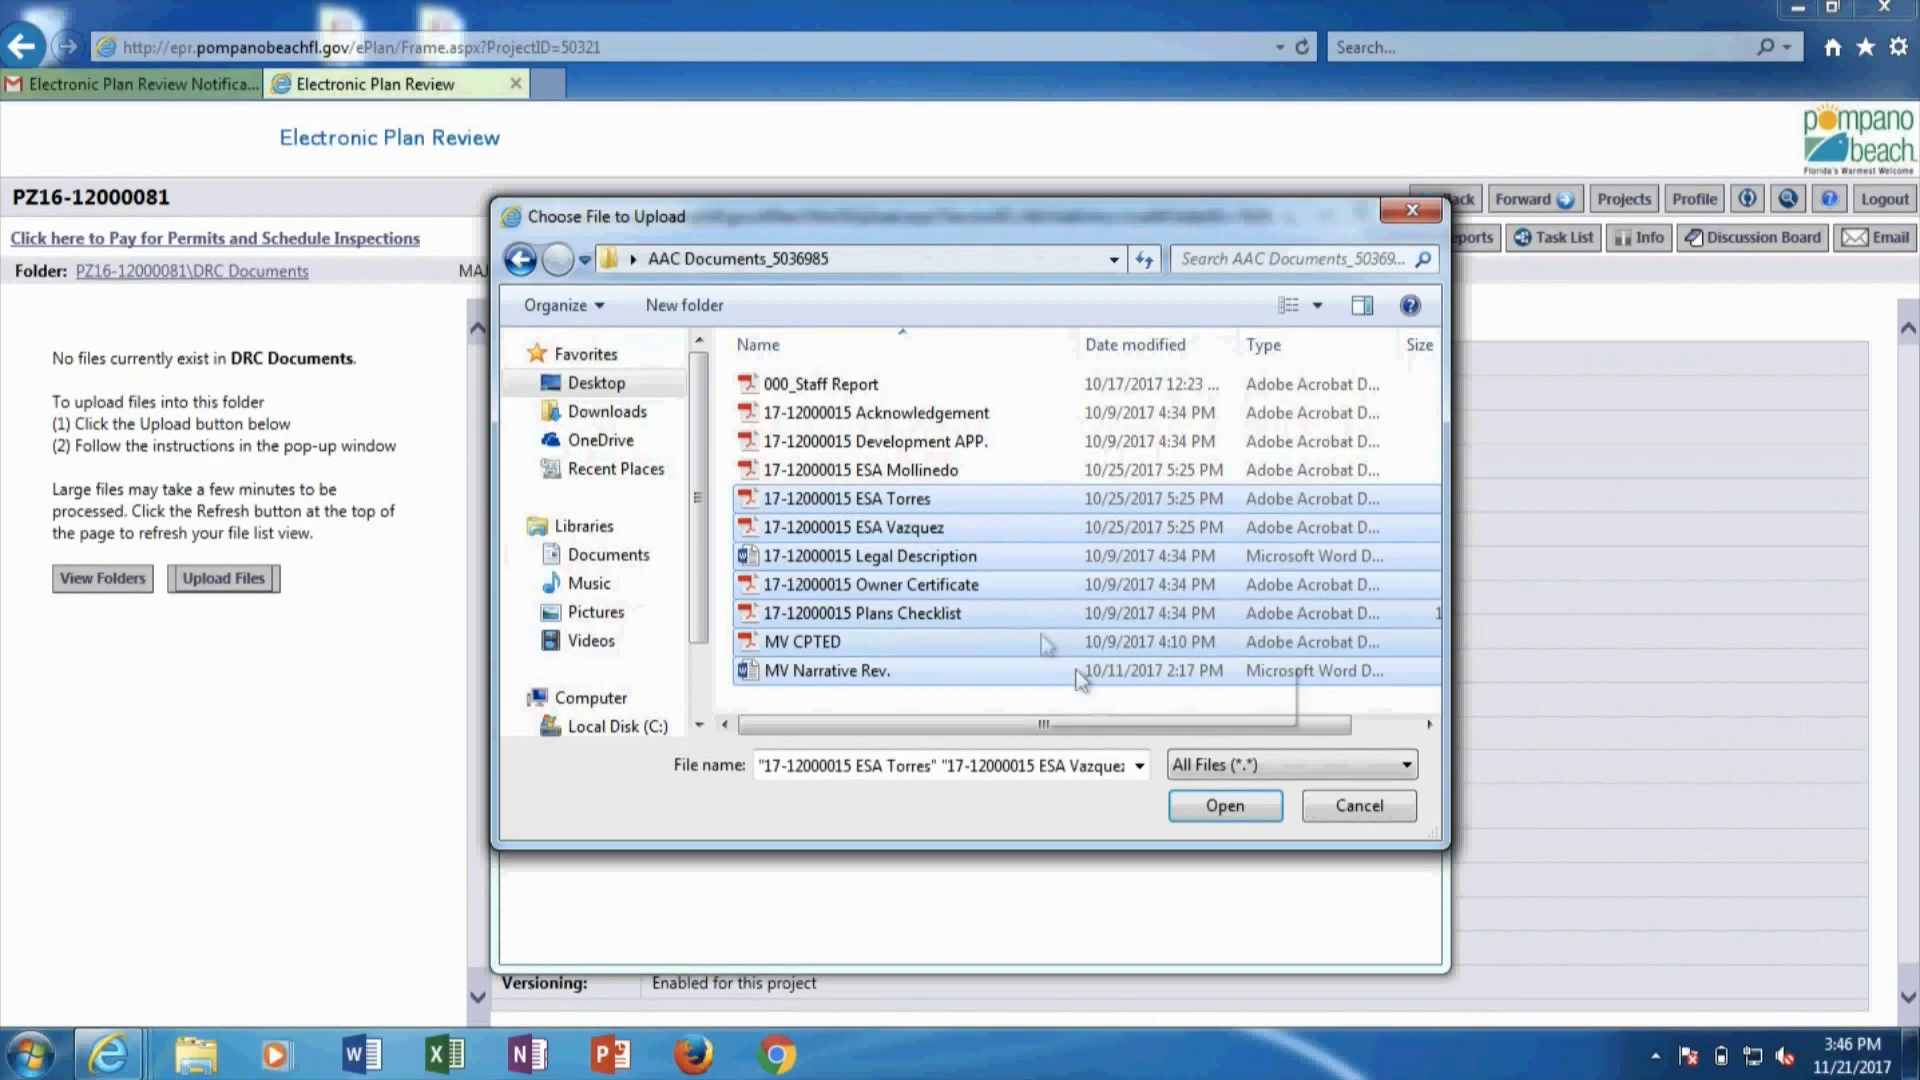 http://epr.pompanobeachfl.gov/ePlan/Frame.aspx?ProjectID=50321
Search...
Electronic Plan Review Notifica...
Electronic Plan Review
Electronic Plan Review
pompano
beach
Florida's Warmest Welcome
PZ16-12000081
Forward
Projects
Profile
Logout
Click here to Pay for Permits and Schedule Inspections
Task List
Info
Discussion Board
Email
Folder: PZ16-12000081\DRC Documents
MAJ
Choose File to Upload
AAC Documents_5036985
Search AAC Documents_50369...
Organize
New folder
Name
Date modified
Type
Size
Favorites
Desktop
Downloads
OneDrive
Recent Places
Libraries
Documents
Music
Pictures
Videos
Computer
Local Disk (C:)
000_Staff Report 10/17/2017 12:23 ... Adobe Acrobat D...
17-12000015 Acknowledgement 10/9/2017 4:34 PM Adobe Acrobat D...
17-12000015 Development APP. 10/9/2017 4:34 PM Adobe Acrobat D...
17-12000015 ESA Mollinedo 10/25/2017 5:25 PM Adobe Acrobat D...
17-12000015 ESA Torres 10/25/2017 5:25 PM Adobe Acrobat D...
17-12000015 ESA Vazquez 10/25/2017 5:25 PM Adobe Acrobat D...
17-12000015 Legal Description 10/9/2017 4:34 PM Microsoft Word D...
17-12000015 Owner Certificate 10/9/2017 4:34 PM Adobe Acrobat D...
17-12000015 Plans Checklist 10/9/2017 4:34 PM Adobe Acrobat D... 1
MV CPTED 10/9/2017 4:10 PM Adobe Acrobat D...
MV Narrative Rev. 10/11/2017 2:17 PM Microsoft Word D...
File name: "17-12000015 ESA Torres" "17-12000015 ESA Vazquez
All Files (*.*)
Open
Cancel
No files currently exist in DRC Documents.
To upload files into this folder
(1) Click the Upload button below
(2) Follow the instructions in the pop-up window
Large files may take a few minutes to be
processed. Click the Refresh button at the top of
the page to refresh your file list view.
View Folders
Upload Files
Versioning: Enabled for this project
3:46 PM
11/21/2017